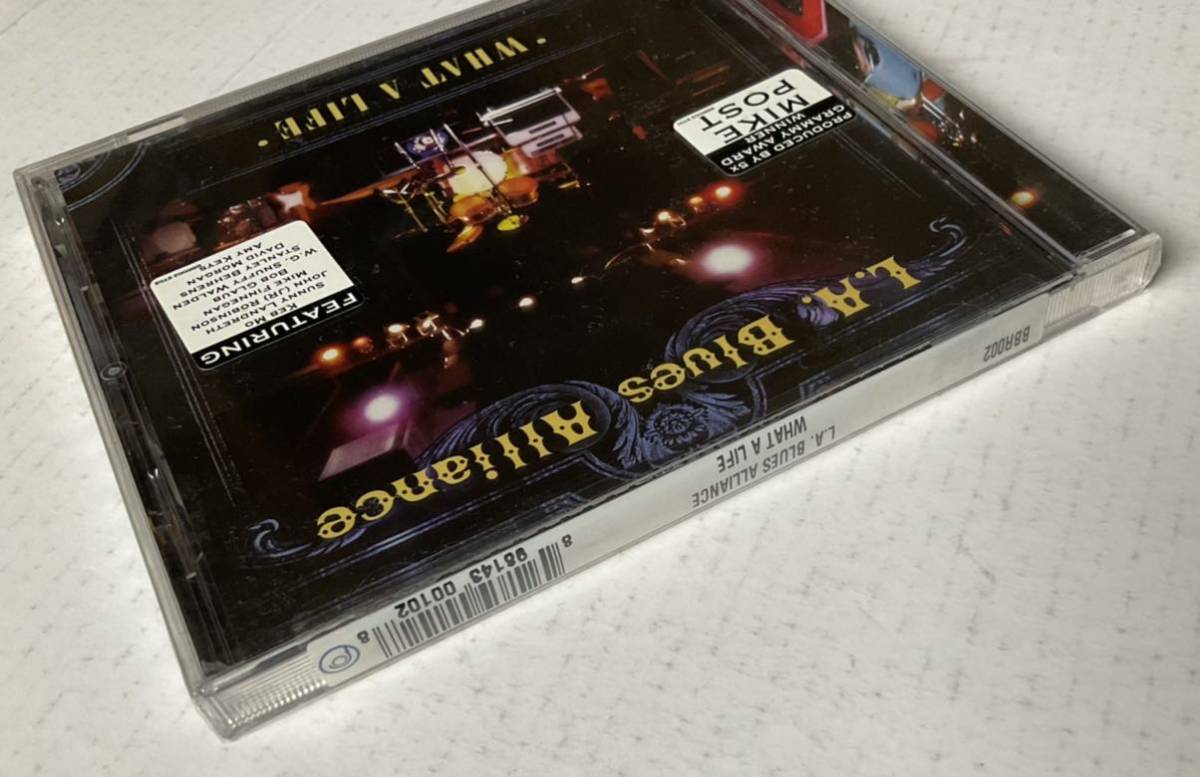 L.A. Blues Alliance
FEATURING
KEB' MO
SUNNY LANDRETH
JOHN (JR) ROBINSON
MIKE FINNEGAN
BOB GLAUB
W.G. SNUFFY WALDEN
STANLEY BEHRENS
DAVID MORGAN
AMY KEYS
PRODUCED BY 5X
GRAMMY AWARD
WINNER
MIKE
POST
• WHAT A LIFE •
8 98143 00102 8
L.A. BLUES ALLIANCE
WHAT A LIFE
BBR002